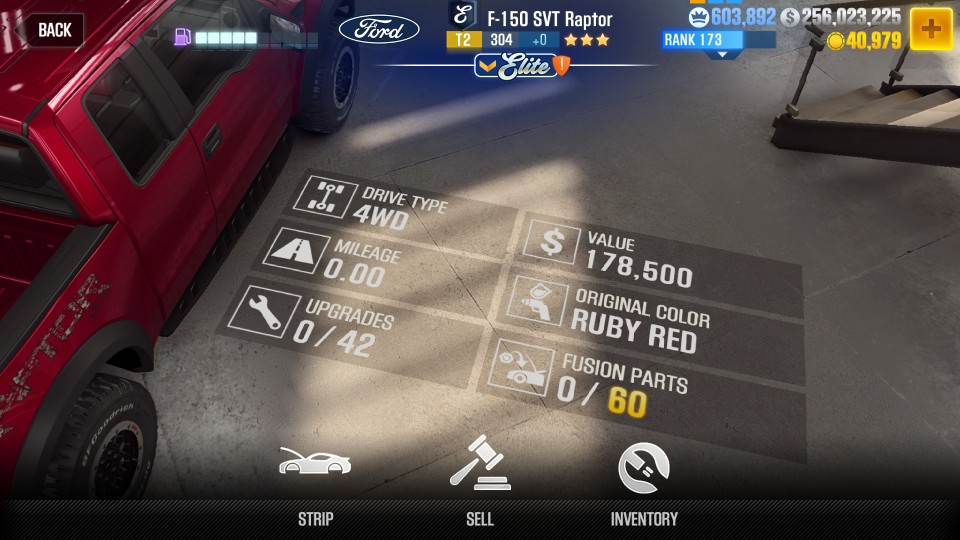 BACK
Ford
F-150 SVT Raptor
T2 304 +0
Elite
603,892 $ 256,023,225
RANK 173
40,979
DRIVE TYPE
4WD
MILEAGE
0.00
UPGRADES
0 / 42
VALUE
178,500
ORIGINAL COLOR
RUBY RED
FUSION PARTS
0 / 60
BFGoodrich
STRIP
SELL
INVENTORY